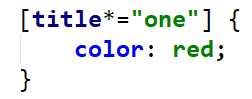 [title*="one"] {
    color: red;
}